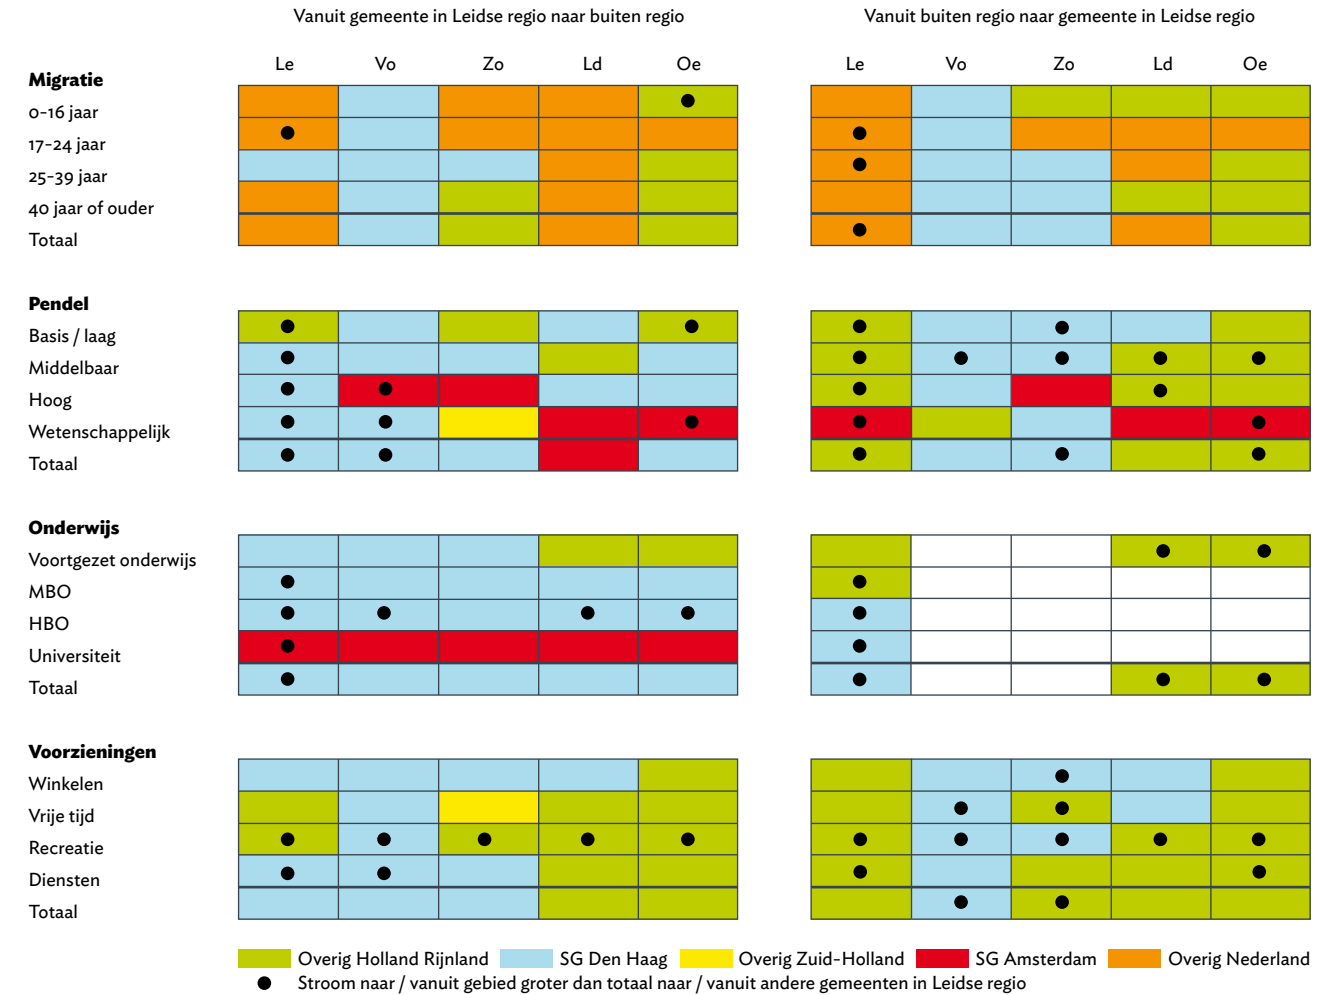 Vanuit gemeente in Leidse regio naar buiten regio Vanuit buiten regio naar gemeente in Leidse regio
Le Vo Zo Ld Oe Le Vo Zo Ld Oe
Migratie
0-16 jaar
17-24 jaar
25-39 jaar
40 jaar of ouder
Totaal
Pendel
Basis / laag
Middelbaar
Hoog
Wetenschappelijk
Totaal
Onderwijs
Voortgezet onderwijs
MBO
HBO
Universiteit
Totaal
Voorzieningen
Winkelen
Vrije tijd
Recreatie
Diensten
Totaal
Overig Holland Rijnland SG Den Haag Overig Zuid-Holland SG Amsterdam Overig Nederland
Stroom naar / vanuit gebied groter dan totaal naar / vanuit andere gemeenten in Leidse regio